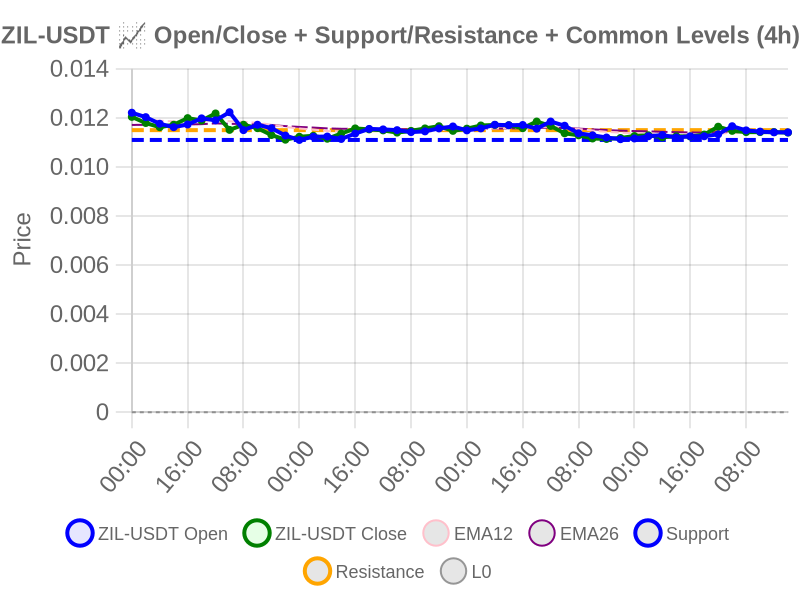 ZIL-USDT 📈 Open/Close + Support/Resistance + Common Levels (4h)
0.014
0.012
0.010
0.008
0.006
0.004
0.002
0
Price
00:00 16:00 08:00 00:00 16:00 08:00 00:00 16:00 08:00 00:00 16:00 08:00
ZIL-USDT Open ZIL-USDT Close EMA12 EMA26 Support
Resistance L0